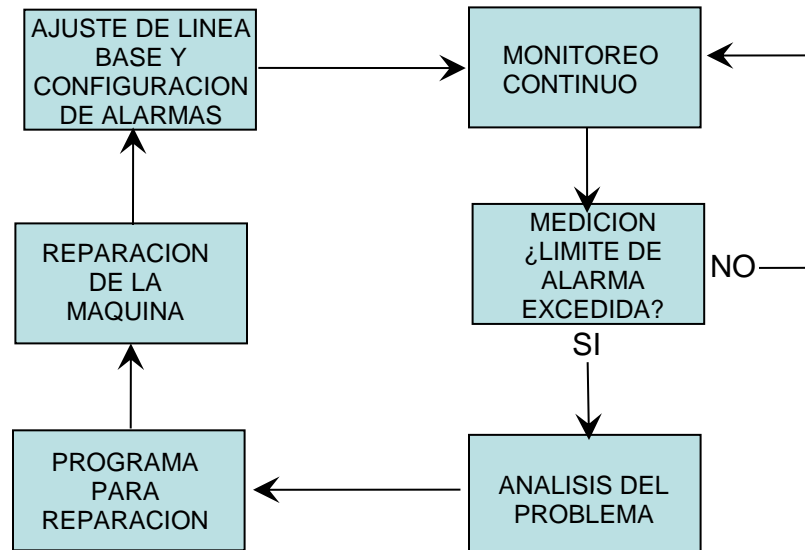 AJUSTE DE LINEA
BASE Y
CONFIGURACION
DE ALARMAS
MONITOREO
CONTINUO
REPARACION
DE LA
MAQUINA
MEDICION
¿LIMITE DE
ALARMA
EXCEDIDA?
NO
SI
PROGRAMA
PARA
REPARACION
ANALISIS DEL
PROBLEMA